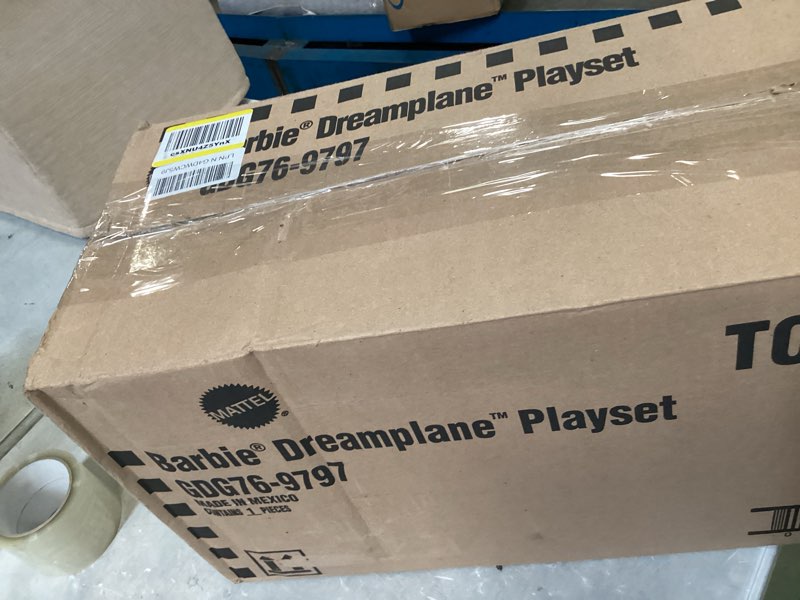 Barbie® Dreamplane™ Playset
GDG76-9797
MATTEL®
Barbie® Dreamplane™ Playset
GDG76-9797
MADE IN MEXICO
CONTAINS 1 PIECES
TO